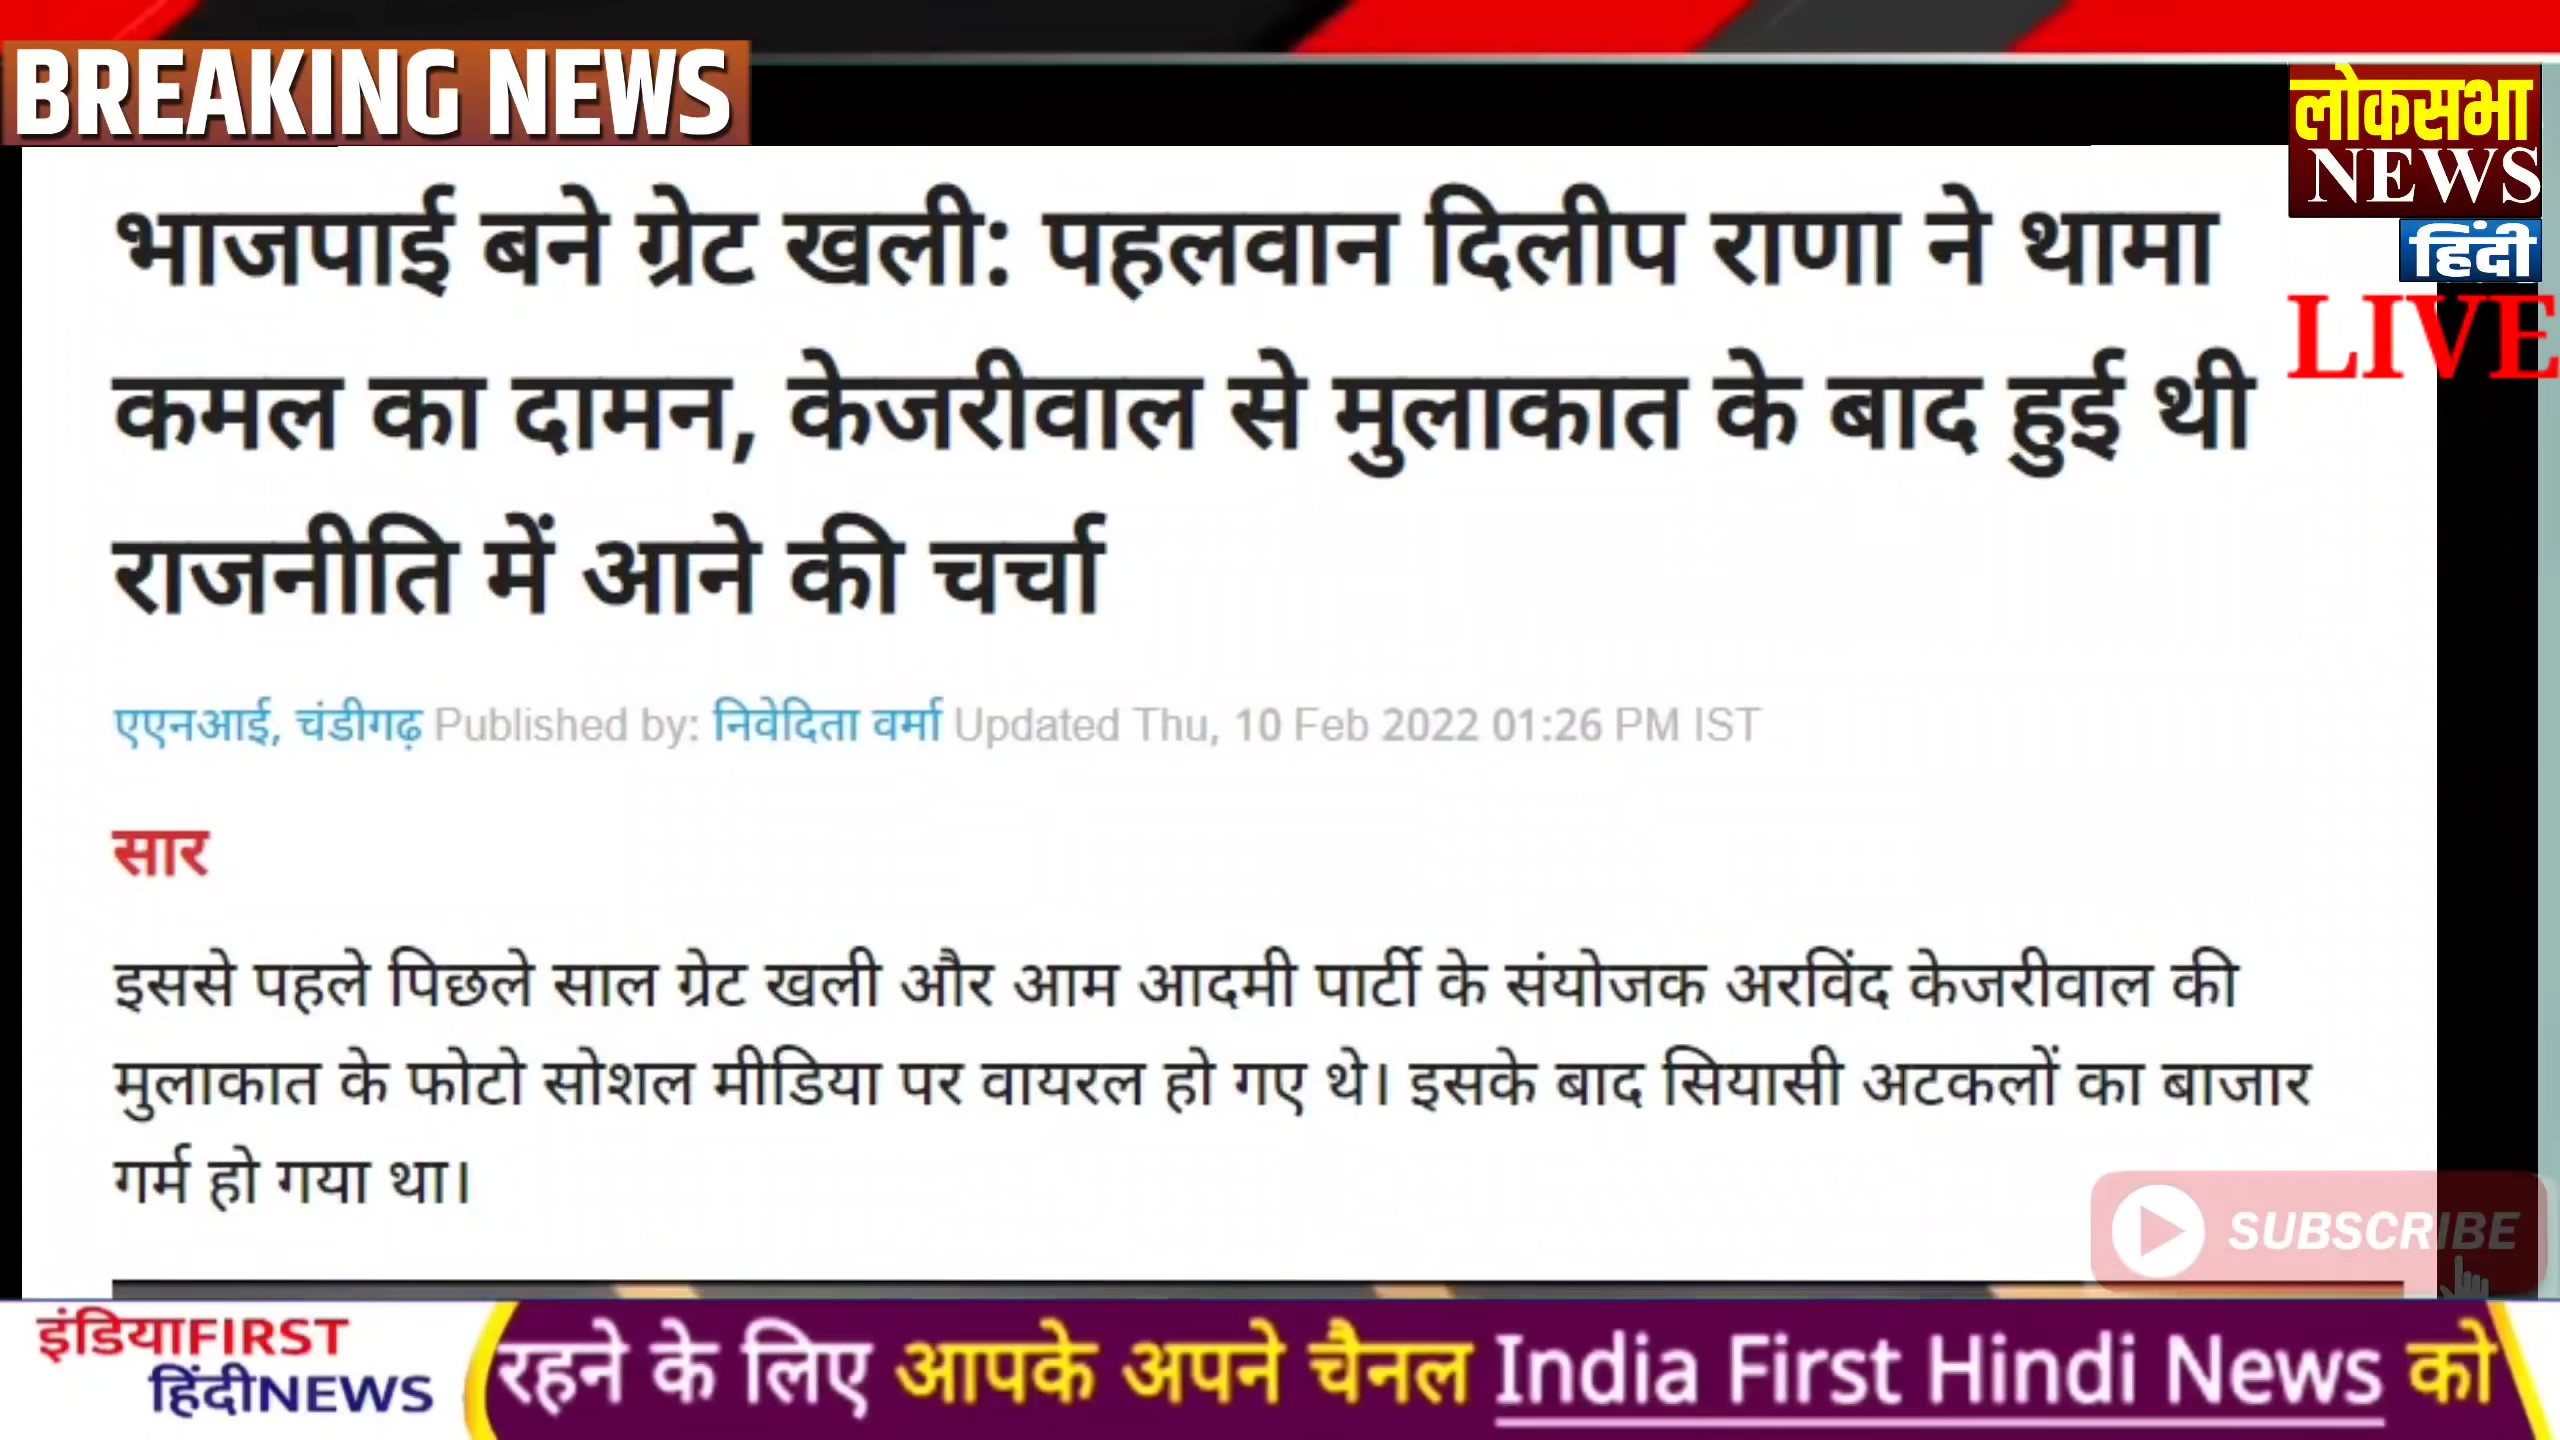 BREAKING NEWS
लोकसभा
NEWS
हिंदी
LIVE
भाजपाई बने ग्रेट खली: पहलवान दिलीप राणा ने थामा
कमल का दामन, केजरीवाल से मुलाकात के बाद हुई थी
राजनीति में आने की चर्चा
एएनआई, चंडीगढ़ Published by: निवेदिता वर्मा Updated Thu, 10 Feb 2022 01:26 PM IST
सार
इससे पहले पिछले साल ग्रेट खली और आम आदमी पार्टी के संयोजक अरविंद केजरीवाल की
मुलाकात के फोटो सोशल मीडिया पर वायरल हो गए थे। इसके बाद सियासी अटकलों का बाजार
गर्म हो गया था।
SUBSCRIBE
इंडियाFIRST
हिंदीNEWS
रहने के लिए आपके अपने चैनल India First Hindi News को